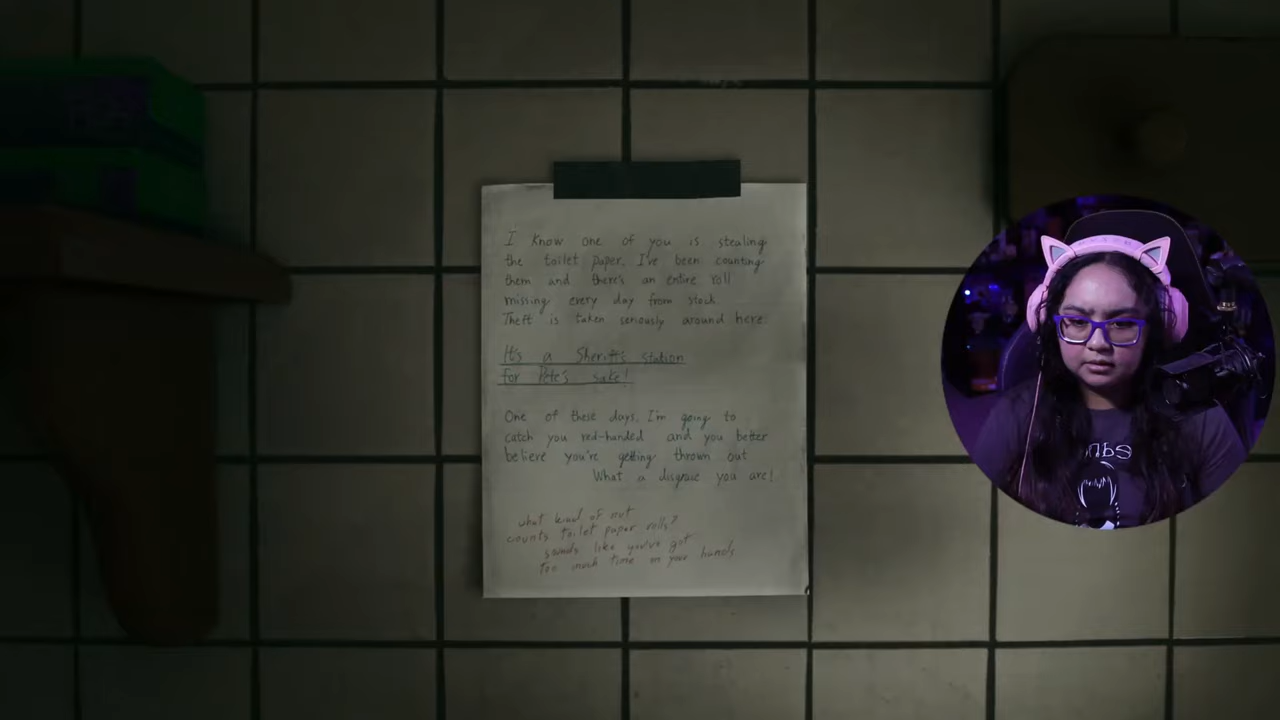 I know one of you is stealing
the toilet paper. I've been counting
them and there's an entire roll
missing every day from stock
Theft is taken seriously around here.
It's a Sheriff's station
for Pete's sake!
One of these days, I'm going to
catch you red-handed and you better
believe you're getting thrown out
What a disgrace you are!
what kind of nut
counts toilet paper rolls?
sounds like you've got
too much time on your hands